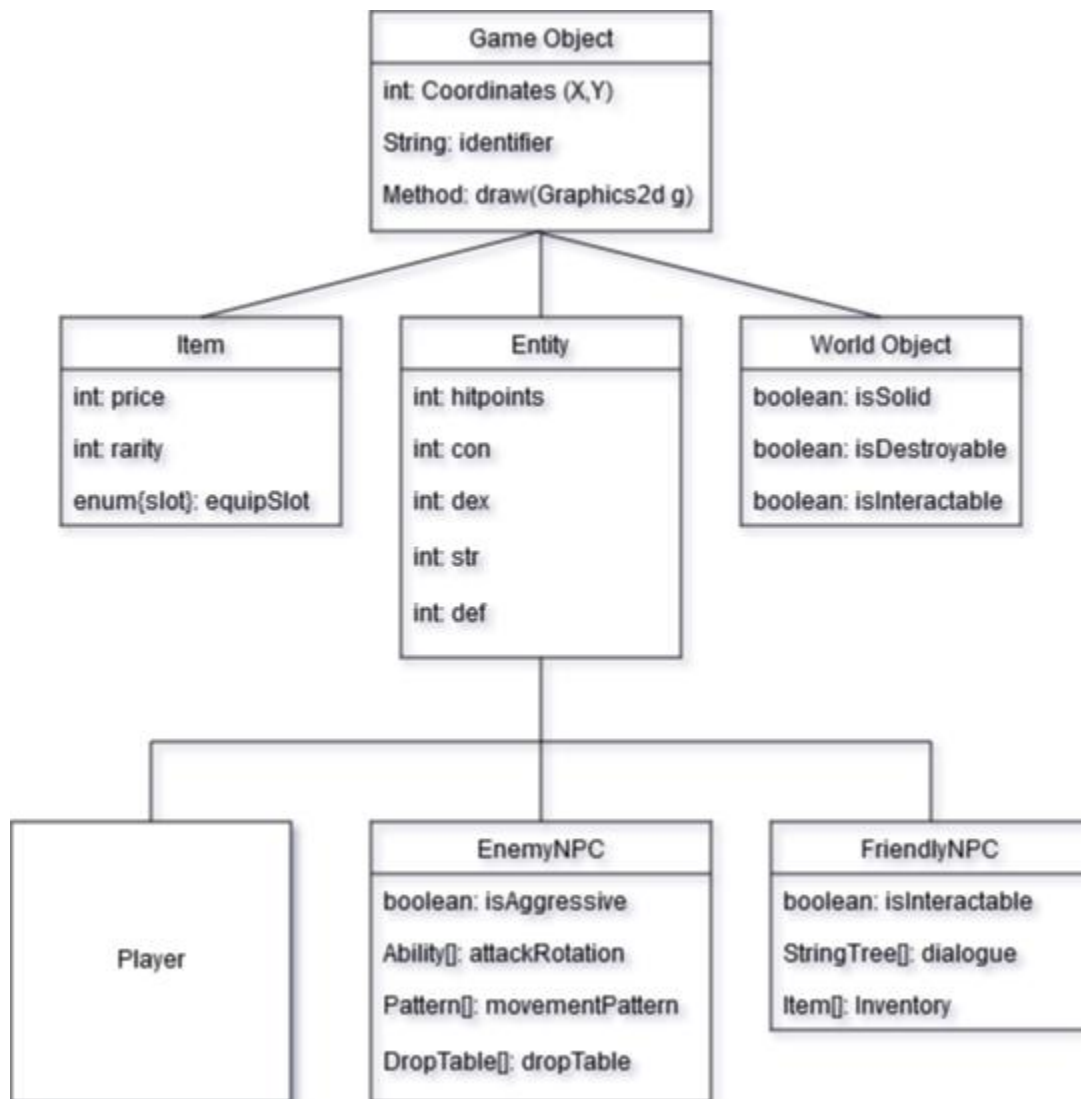 Game Object
int: Coordinates (X,Y)
String: identifier
Method: draw(Graphics2d g)
Item
int: price
int: rarity
enum{slot}: equipSlot
Entity
int: hitpoints
int: con
int: dex
int: str
int: def
World Object
boolean: isSolid
boolean: isDestroyable
boolean: isInteractable
Player
EnemyNPC
boolean: isAggressive
Ability[]: attackRotation
Pattern[]: movementPattern
DropTable[]: dropTable
FriendlyNPC
boolean: isInteractable
StringTree[]: dialogue
Item[]: Inventory